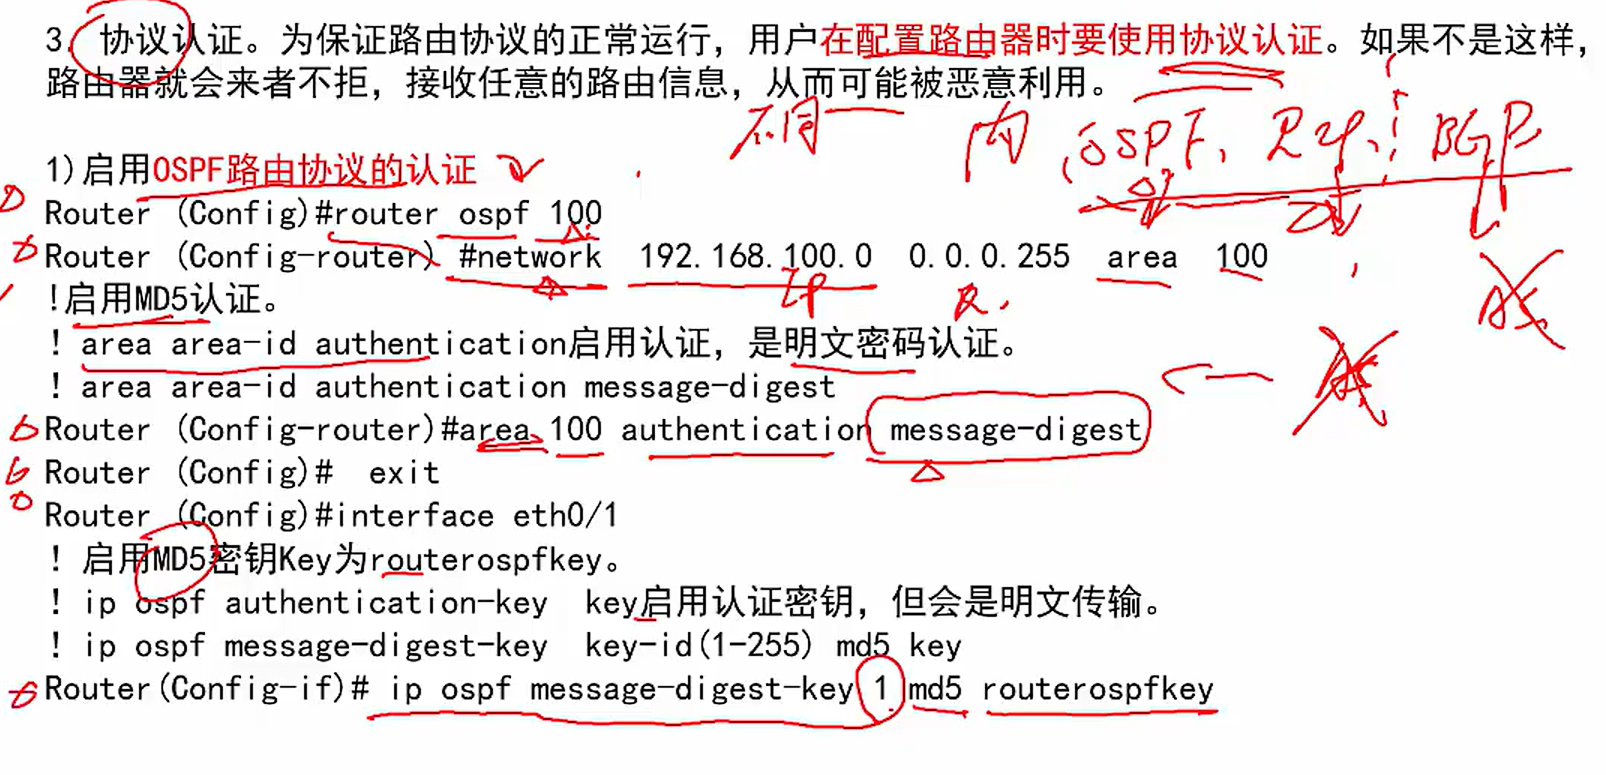 3. 协议认证。为保证路由协议的正常运行，用户在配置路由器时要使用协议认证。如果不是这样，
路由器就会来者不拒，接收任意的路由信息，从而可能被恶意利用。
不同 内 OSPF、RIP、BGP
1)启用OSPF路由协议的认证
Router (Config)#router ospf 100
Router (Config-router) #network 192.168.100.0 0.0.0.255 area 100
IP 反
!启用MD5认证。
! area area-id authentication启用认证，是明文密码认证。
! area area-id authentication message-digest
Router (Config-router)#area 100 authentication message-digest
Router (Config)# exit
Router (Config)#interface eth0/1
! 启用MD5密钥Key为routerospfkey。
! ip ospf authentication-key key启用认证密钥，但会是明文传输。
! ip ospf message-digest-key key-id(1-255) md5 key
Router(Config-if)# ip ospf message-digest-key 1 md5 routerospfkey